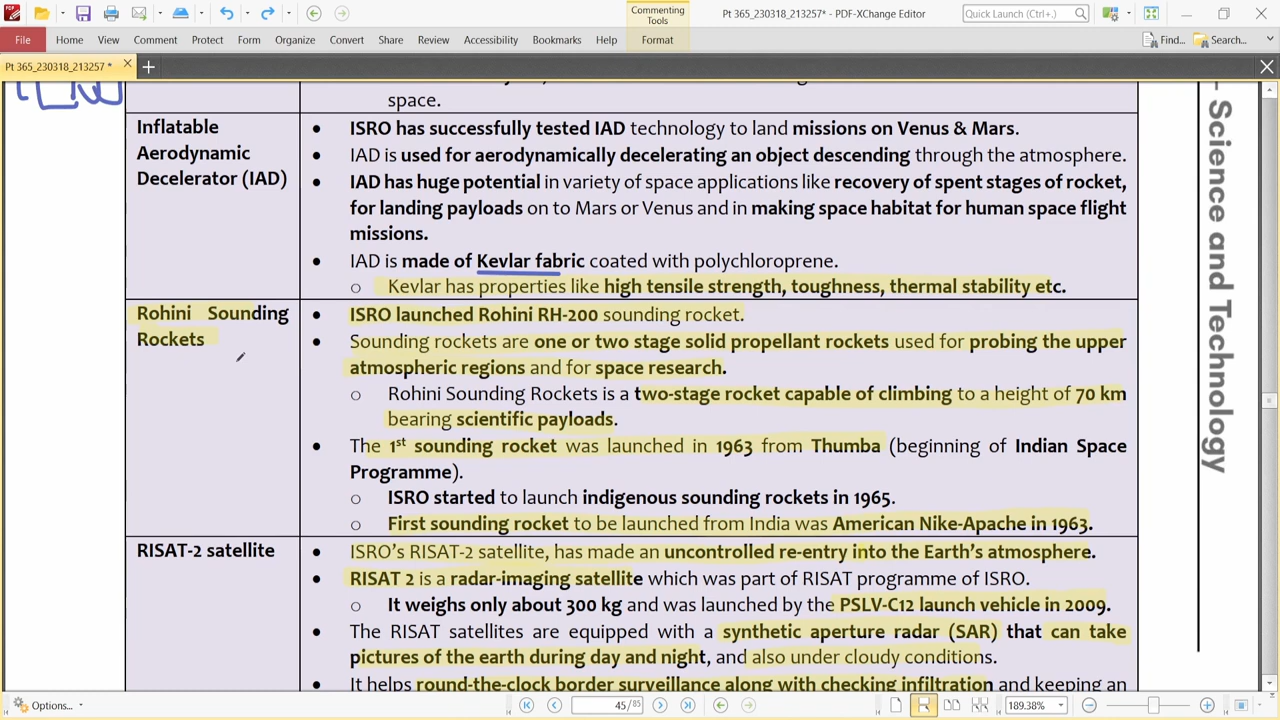 Commenting
Tools
Pt 365_230318_213257* - PDF-XChange Editor
Quick Launch (Ctrl+.)
File
Home
View
Comment
Protect
Form
Organize
Convert
Share
Review
Accessibility
Bookmarks
Help
Format
Find...
Search...
Pt 365_230318_213257 *
space.
Inflatable
Aerodynamic
Decelerator (IAD)
• ISRO has successfully tested IAD technology to land missions on Venus & Mars.
• IAD is used for aerodynamically decelerating an object descending through the atmosphere.
• IAD has huge potential in variety of space applications like recovery of spent stages of rocket,
for landing payloads on to Mars or Venus and in making space habitat for human space flight
missions.
• IAD is made of Kevlar fabric coated with polychloroprene.
o Kevlar has properties like high tensile strength, toughness, thermal stability etc.
Rohini Sounding
Rockets
• ISRO launched Rohini RH-200 sounding rocket.
• Sounding rockets are one or two stage solid propellant rockets used for probing the upper
atmospheric regions and for space research.
o Rohini Sounding Rockets is a two-stage rocket capable of climbing to a height of 70 km
bearing scientific payloads.
• The 1st sounding rocket was launched in 1963 from Thumba (beginning of Indian Space
Programme).
o ISRO started to launch indigenous sounding rockets in 1965.
o First sounding rocket to be launched from India was American Nike-Apache in 1963.
RISAT-2 satellite
• ISRO's RISAT-2 satellite, has made an uncontrolled re-entry into the Earth's atmosphere.
• RISAT 2 is a radar-imaging satellite which was part of RISAT programme of ISRO.
o It weighs only about 300 kg and was launched by the PSLV-C12 launch vehicle in 2009.
• The RISAT satellites are equipped with a synthetic aperture radar (SAR) that can take
pictures of the earth during day and night, and also under cloudy conditions.
• It helps round-the-clock border surveillance along with checking infiltration and keeping an
- Science and Technology
Options...
45/85
189.38%